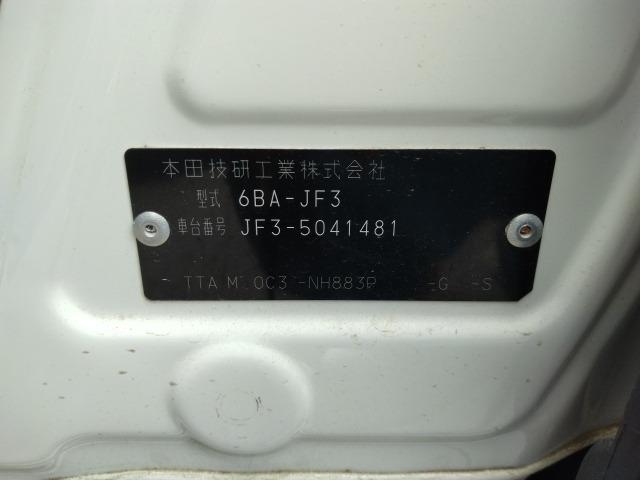 本田技研工業株式会社
型式 6BA-JF3
車台番号 JF3-5041481
TTA M 0C3 -NH883P -G -S